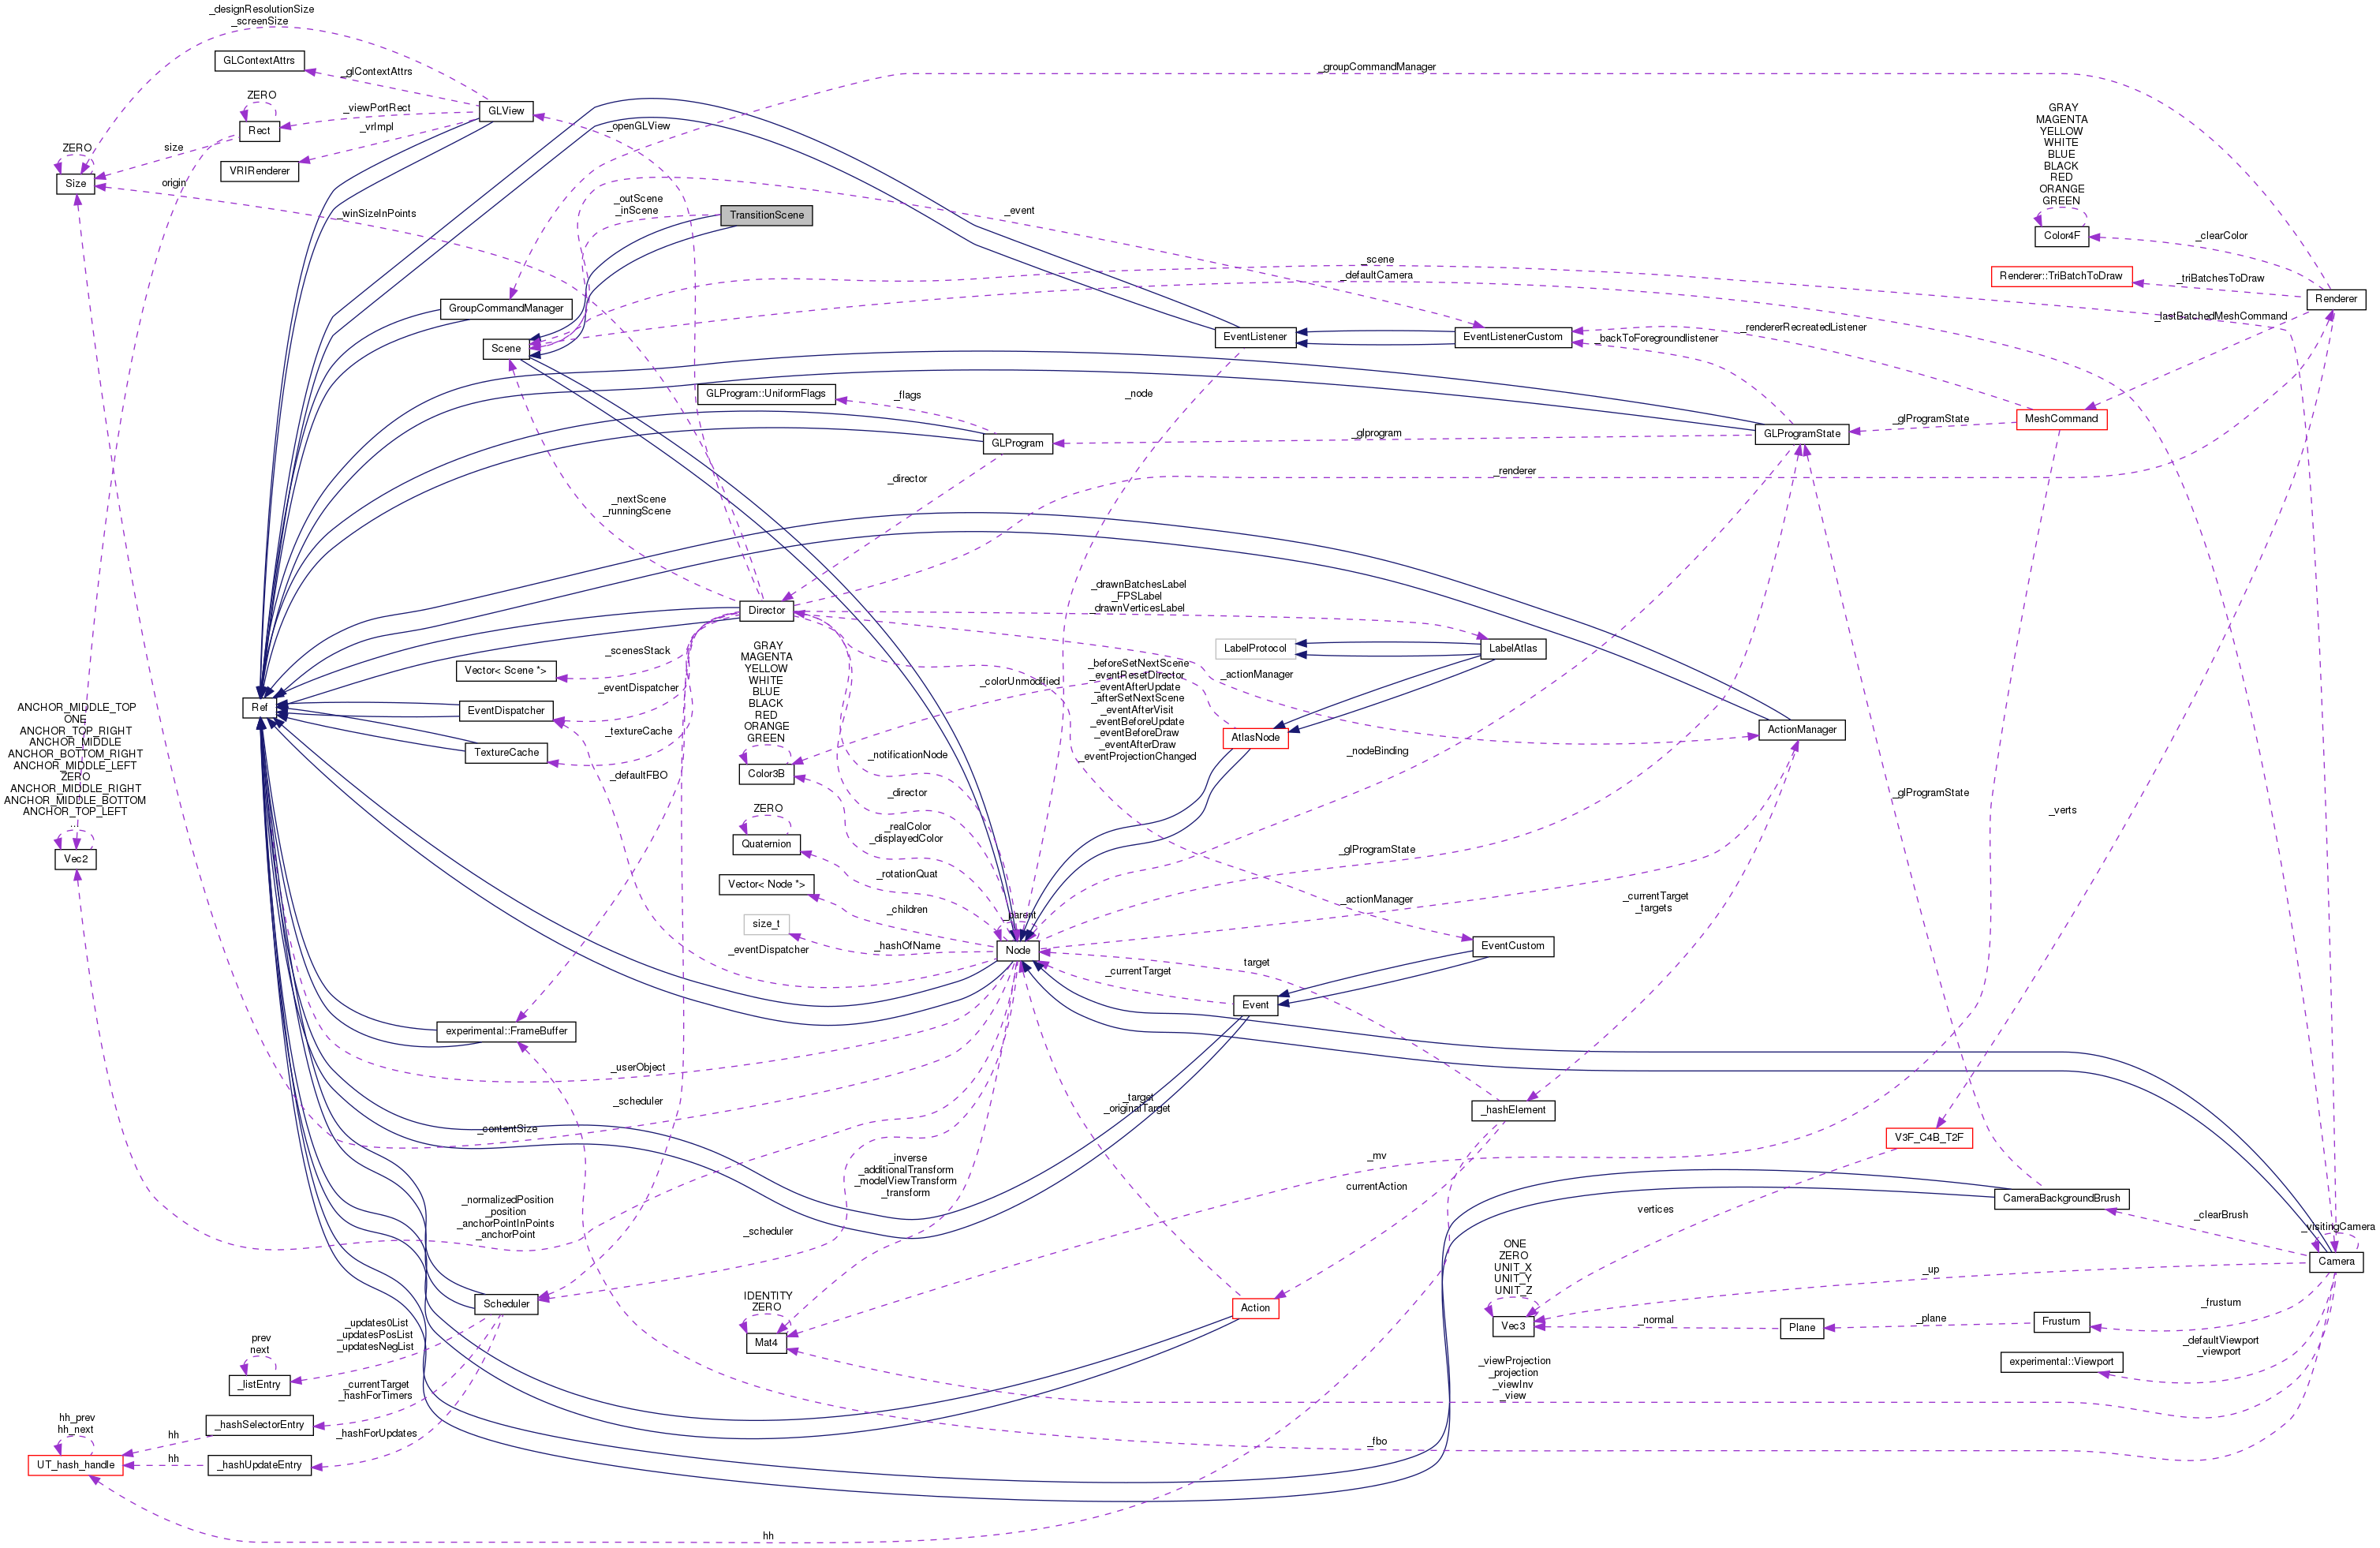 _designResolutionSize
_screenSize
GLContextAttrs
_glContextAttrs
_groupCommandManager
ZERO
_viewPortRect
GLView
Rect
_vrImpl
_openGLView
GRAY
MAGENTA
YELLOW
WHITE
BLUE
BLACK
RED
ORANGE
GREEN
ZERO
size
VRIRenderer
Size
origin
_winSizeInPoints
_outScene
_inScene
TransitionScene
_event
Color4F
_clearColor
_scene
_defaultCamera
Renderer::TriBatchToDraw
_triBatchesToDraw
Renderer
GroupCommandManager
_lastBatchedMeshCommand
_rendererRecreatedListener
Scene
EventListener
EventListenerCustom
_backToForegroundlistener
GLProgram::UniformFlags
_flags
_node
MeshCommand
_glProgramState
GLProgram
_glprogram
GLProgramState
_director
_renderer
_nextScene
_runningScene
_drawnBatchesLabel
_FPSLabel
_drawnVerticesLabel
Director
_scenesStack
Vector< Scene *>
GRAY
MAGENTA
YELLOW
WHITE
BLUE
BLACK
RED
ORANGE
GREEN
LabelProtocol
LabelAtlas
_colorUnmodified
_beforeSetNextScene
_eventResetDirector
_eventAfterUpdate
_afterSetNextScene
_eventAfterVisit
_eventBeforeUpdate
_eventBeforeDraw
_eventAfterDraw
_eventProjectionChanged
_actionManager
_eventDispatcher
Ref
EventDispatcher
ANCHOR_MIDDLE_TOP
ONE
ANCHOR_TOP_RIGHT
ANCHOR_MIDDLE
ANCHOR_BOTTOM_RIGHT
ANCHOR_MIDDLE_LEFT
ZERO
ANCHOR_MIDDLE_RIGHT
ANCHOR_MIDDLE_BOTTOM
ANCHOR_TOP_LEFT
...
_textureCache
TextureCache
AtlasNode
ActionManager
_nodeBinding
_notificationNode
_defaultFBO
Color3B
_director
_glProgramState
ZERO
_realColor
_displayedColor
_verts
Quaternion
Vec2
_rotationQuat
_glProgramState
Vector< Node *>
_children
_actionManager
_currentTarget
_targets
_parent
size_t
_hashOfName
_eventDispatcher
Node
EventCustom
target
_currentTarget
Event
experimental::FrameBuffer
_userObject
_scheduler
_target
_originalTarget
_hashElement
_contentSize
V3F_C4B_T2F
_inverse
_additionalTransform
_modelViewTransform
_transform
_mv
currentAction
CameraBackgroundBrush
_normalizedPosition
_position
_anchorPointInPoints
_anchorPoint
_scheduler
vertices
_clearBrush
_visitingCamera
ONE
ZERO
UNIT_X
UNIT_Y
UNIT_Z
_up
Camera
IDENTITY
ZERO
Scheduler
Action
_frustum
Vec3
_normal
Plane
_plane
Frustum
Mat4
prev
next
_updates0List
_updatesPosList
_updatesNegList
_defaultViewport
_viewport
experimental::Viewport
_listEntry
_currentTarget
_hashForTimers
_viewProjection
_projection
_viewInv
_view
_hashSelectorEntry
hh_prev
hh_next
hh
_hashForUpdates
_fbo
UT_hash_handle
hh
_hashUpdateEntry
hh